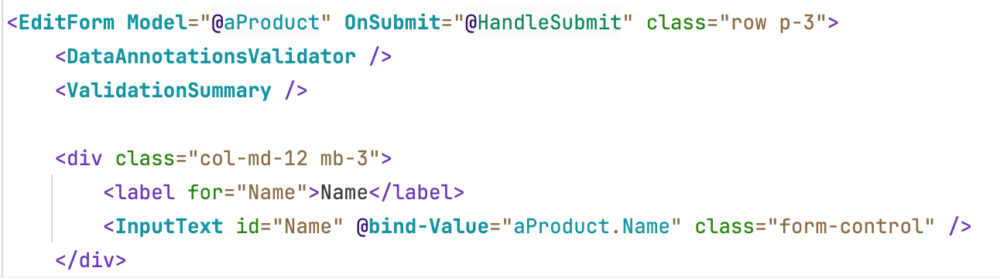 <EditForm Model="@aProduct" OnSubmit="@HandleSubmit" class="row p-3">
<DataAnnotationsValidator />
<ValidationSummary />
<div class="col-md-12 mb-3">
<label for="Name">Name</label>
<InputText id="Name" @bind-Value="aProduct.Name" class="form-control" />
</div>